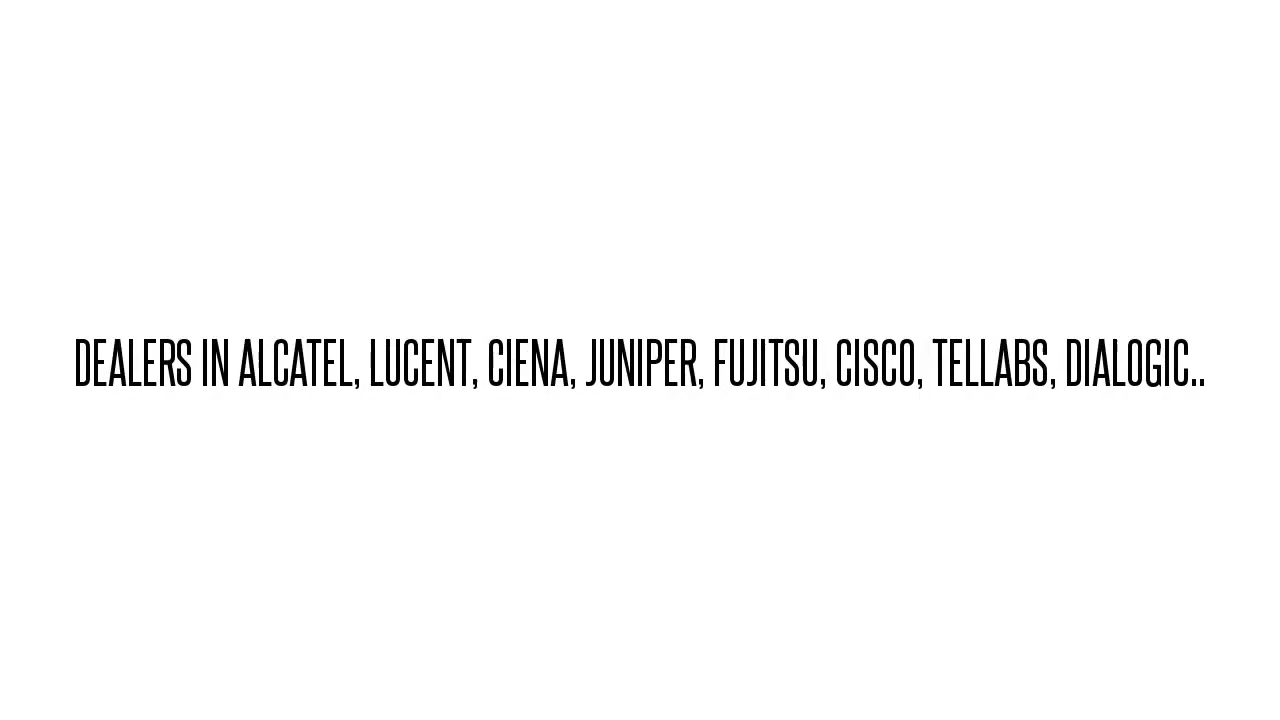 DEALERS IN ALCATEL, LUCENT, CIENA, JUNIPER, FUJITSU, CISCO, TELLABS, DIALOGIC..